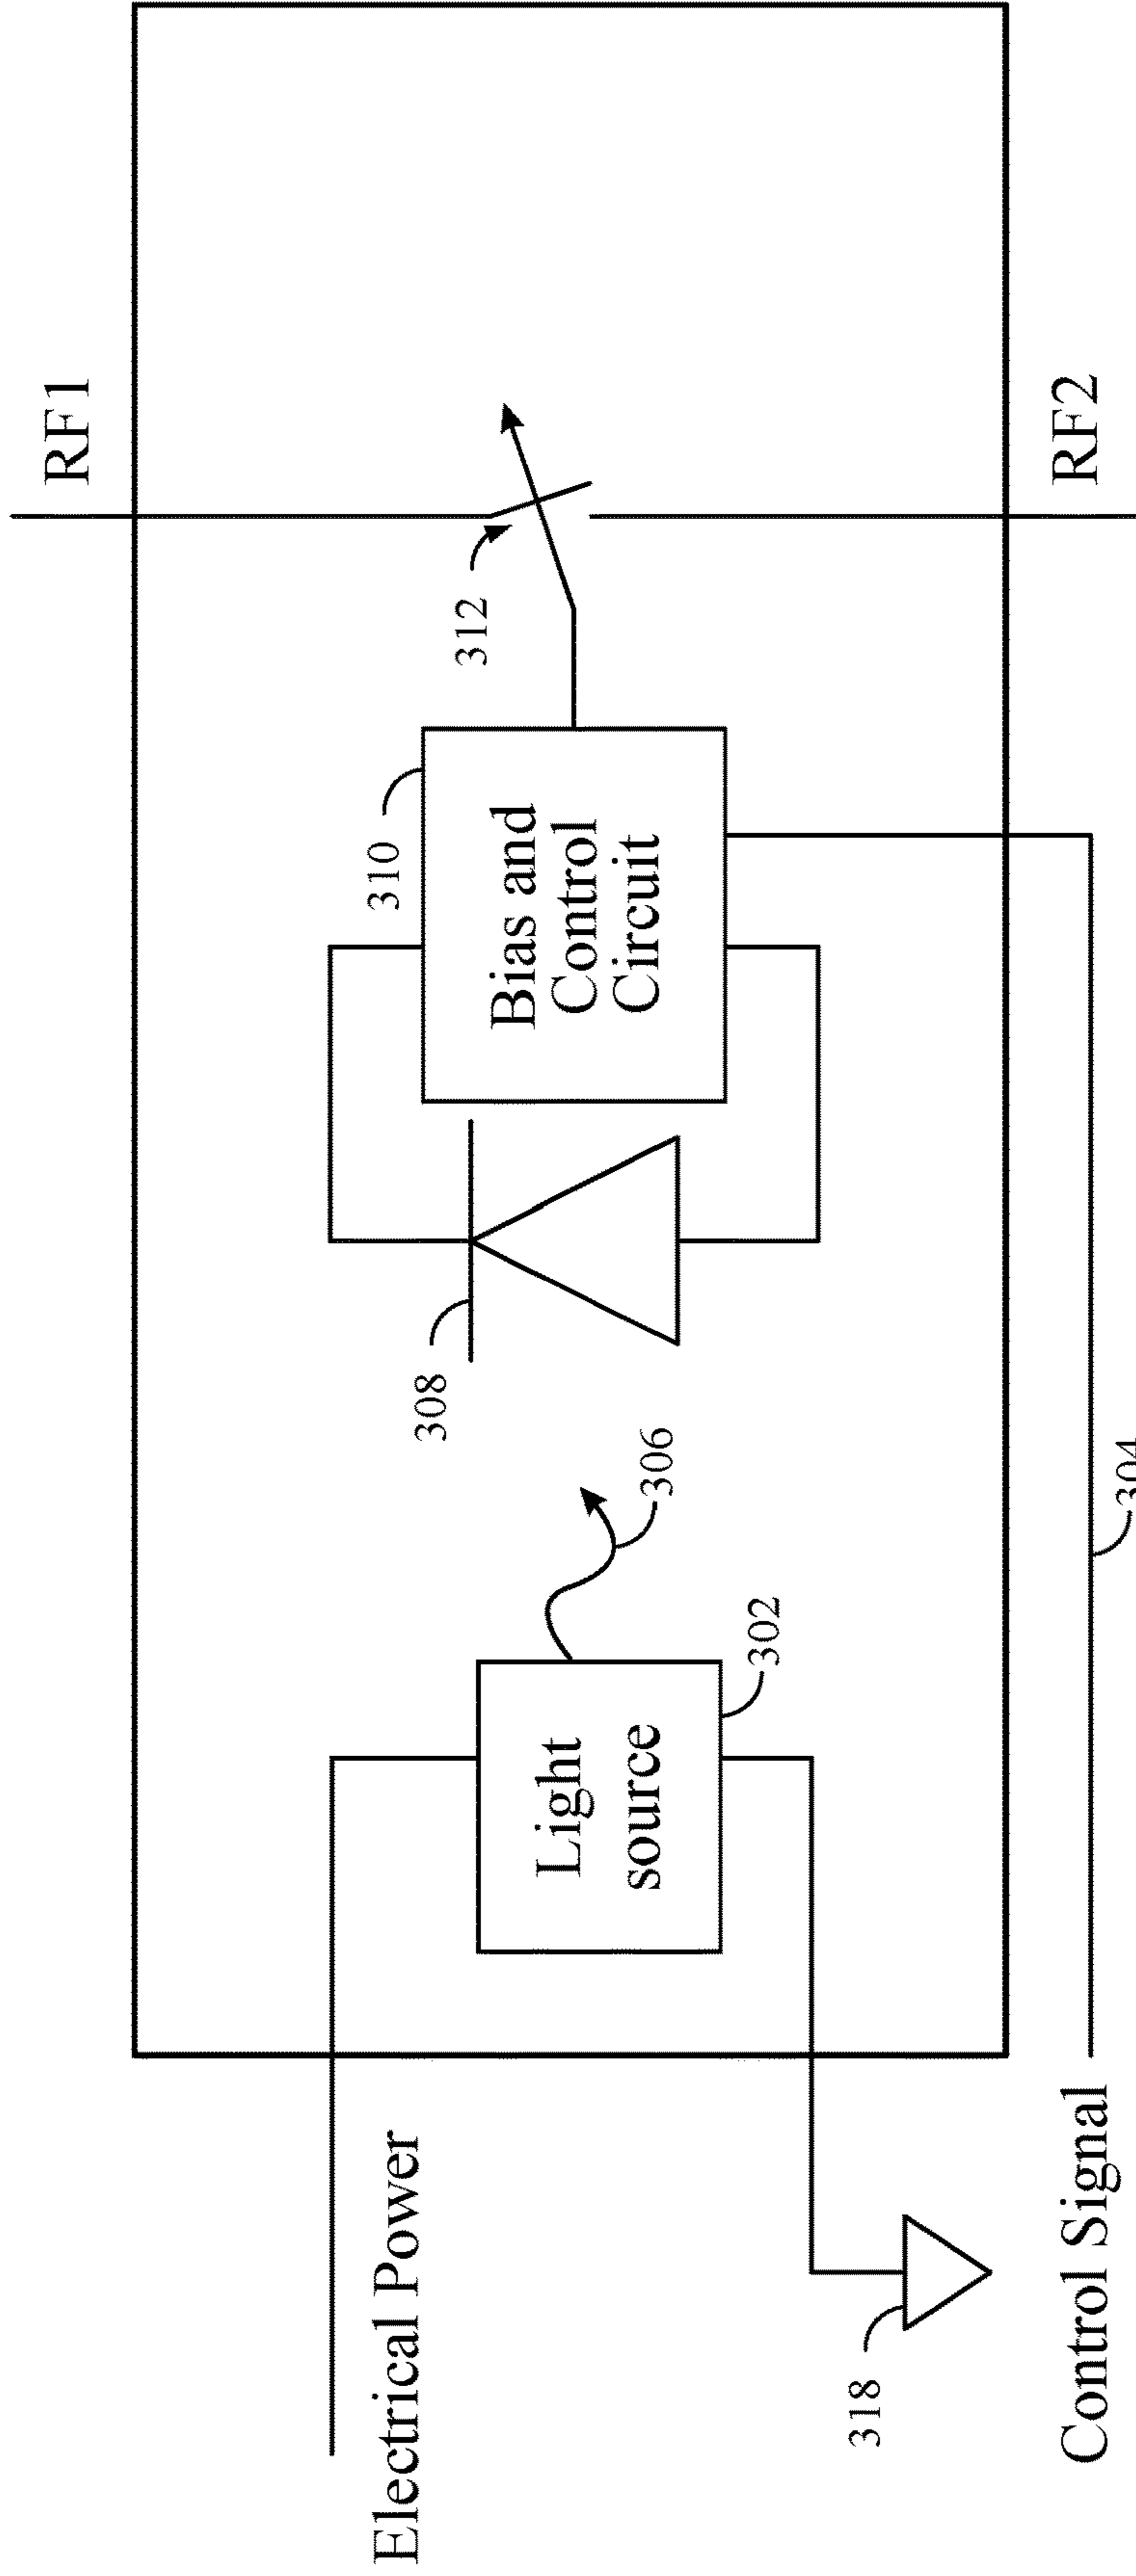 RF1
312
310
Bias and
Control
Circuit
308
306
302
Light
source
Electrical Power
RF2
304
318
Control Signal